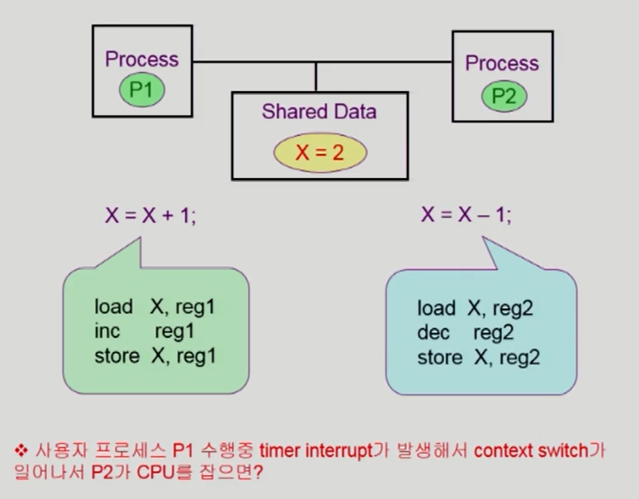 Process
P1
Process
P2
Shared Data
X = 2
X = X + 1;
X = X – 1;
load X, reg1
inc reg1
store X, reg1
load X, reg2
dec reg2
store X, reg2
❖ 사용자 프로세스 P1 수행중 timer interrupt가 발생해서 context switch가
일어나서 P2가 CPU를 잡으면?